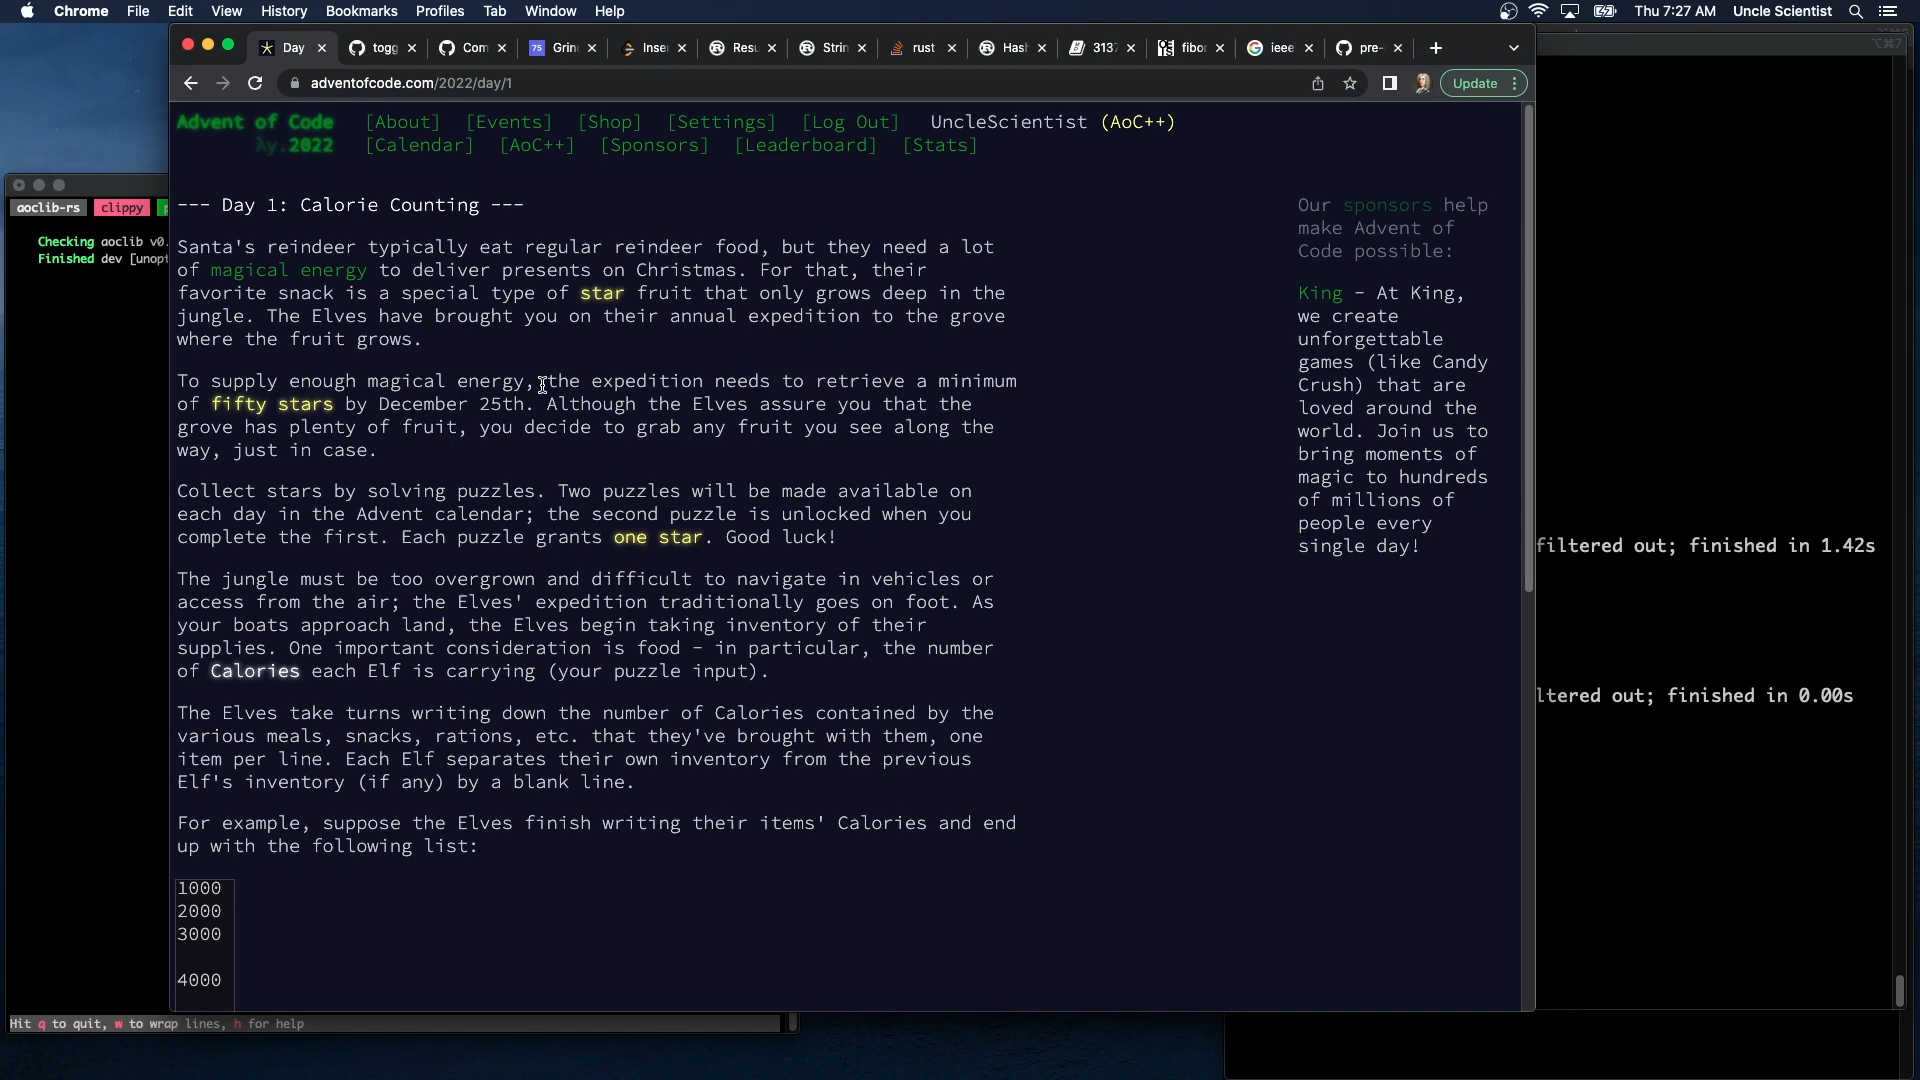 Chrome File Edit View History Bookmarks Profiles Tab Window Help Thu 7:27 AM Uncle Scientist
Day togg Com 75 Grin Inse Resu Strin rust Hash 3137 fibor ieee pre-
adventofcode.com/2022/day/1 Update
Advent of Code [About] [Events] [Shop] [Settings] [Log Out] UncleScientist (AoC++)
λy.2022 [Calendar] [AoC++] [Sponsors] [Leaderboard] [Stats]
aoclib-rs clippy
Checking aoclib v0.
Finished dev [unopt
--- Day 1: Calorie Counting ---
Santa's reindeer typically eat regular reindeer food, but they need a lot
of magical energy to deliver presents on Christmas. For that, their
favorite snack is a special type of star fruit that only grows deep in the
jungle. The Elves have brought you on their annual expedition to the grove
where the fruit grows.
To supply enough magical energy, the expedition needs to retrieve a minimum
of fifty stars by December 25th. Although the Elves assure you that the
grove has plenty of fruit, you decide to grab any fruit you see along the
way, just in case.
Collect stars by solving puzzles. Two puzzles will be made available on
each day in the Advent calendar; the second puzzle is unlocked when you
complete the first. Each puzzle grants one star. Good luck!
The jungle must be too overgrown and difficult to navigate in vehicles or
access from the air; the Elves' expedition traditionally goes on foot. As
your boats approach land, the Elves begin taking inventory of their
supplies. One important consideration is food - in particular, the number
of Calories each Elf is carrying (your puzzle input).
The Elves take turns writing down the number of Calories contained by the
various meals, snacks, rations, etc. that they've brought with them, one
item per line. Each Elf separates their own inventory from the previous
Elf's inventory (if any) by a blank line.
For example, suppose the Elves finish writing their items' Calories and end
up with the following list:
1000
2000
3000
4000
Our sponsors help
make Advent of
Code possible:
King - At King,
we create
unforgettable
games (like Candy
Crush) that are
loved around the
world. Join us to
bring moments of
magic to hundreds
of millions of
people every
single day!
filtered out; finished in 1.42s
ltered out; finished in 0.00s
Hit q to quit, w to wrap lines, h for help